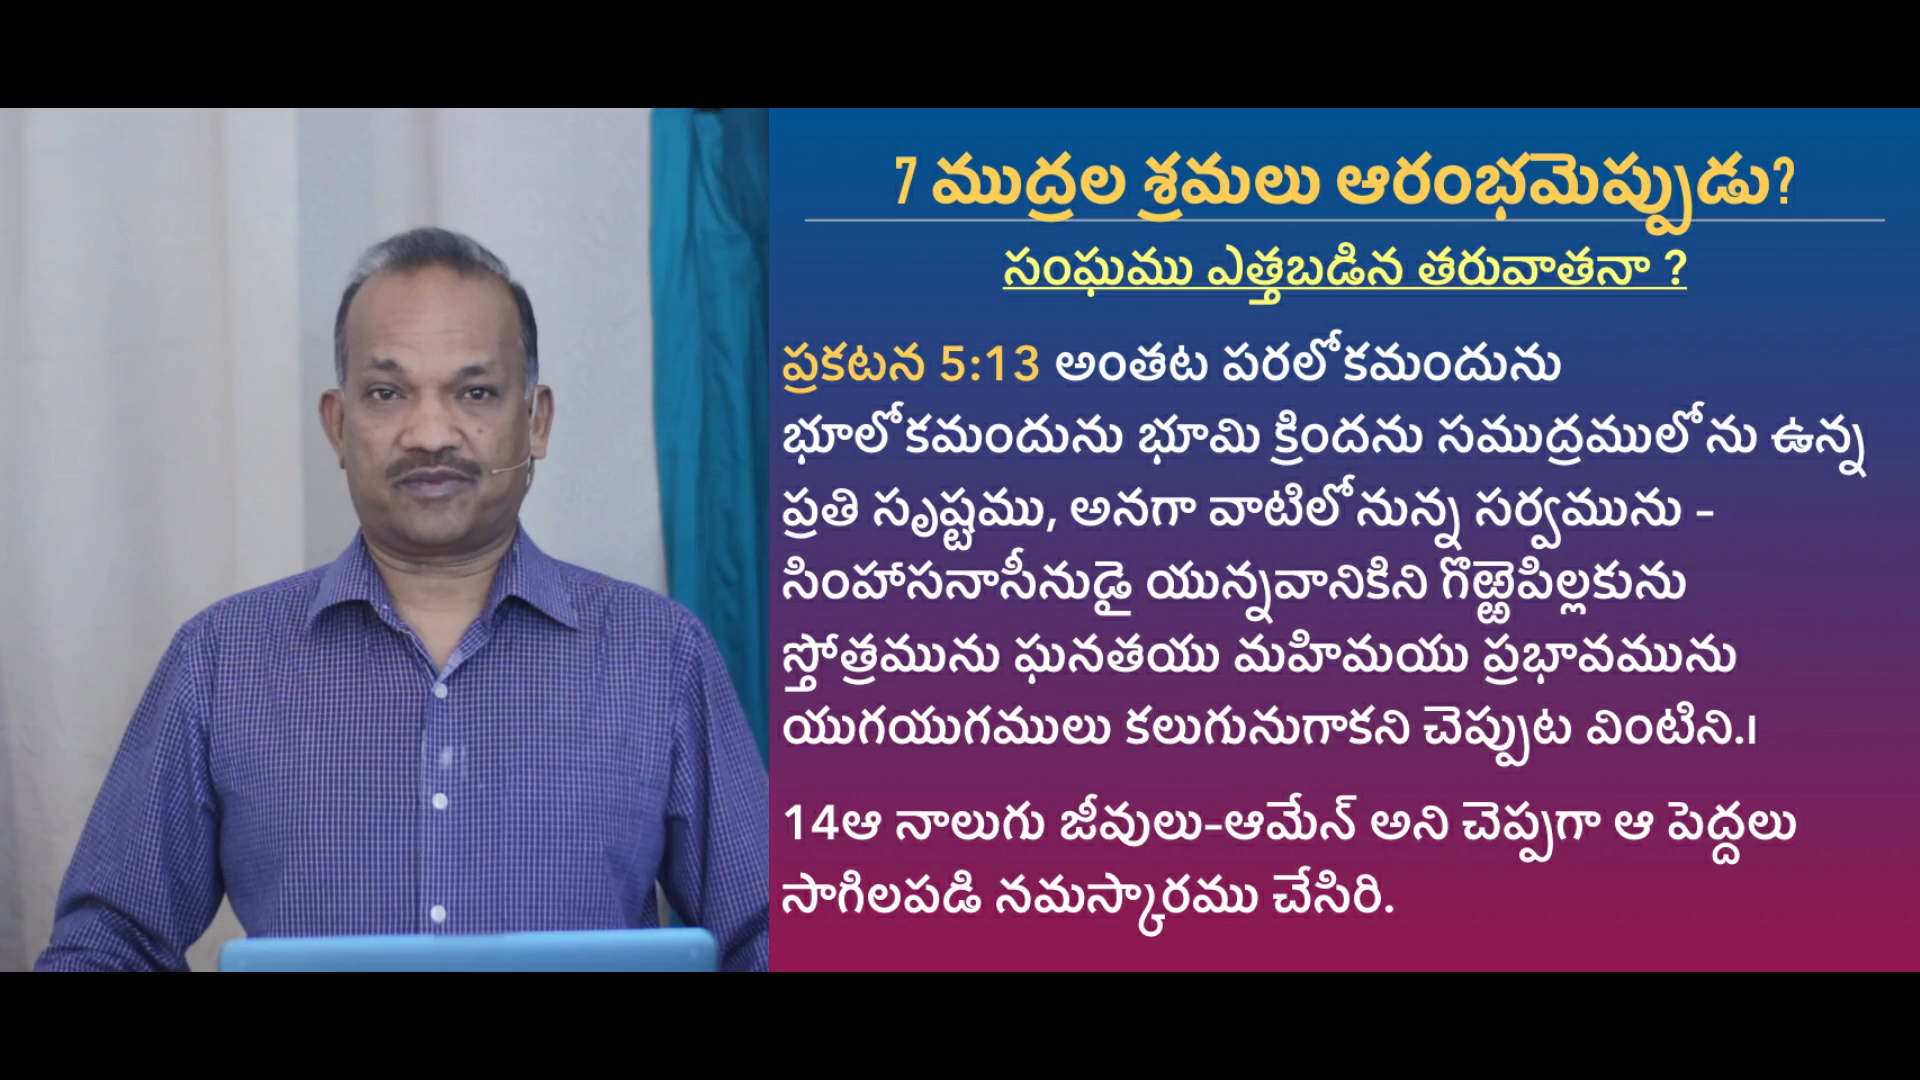 7 ముద్రల శ్రమలు ఆరంభమెప్పుడు?
సంఘము ఎత్తబడిన తరువాతనా ?
ప్రకటన 5:13 అంతట పరలోకమందును
భూలోకమందును భూమి క్రిందను సముద్రములోను ఉన్న
ప్రతి సృష్టము, అనగా వాటిలోనున్న సర్వమును -
సింహాసనాసీనుడై యున్నవానికిని గొఱ్ఱెపిల్లకును
స్తోత్రమును ఘనతయు మహిమయు ప్రభావమును
యుగయుగములు కలుగునుగాకని చెప్పుట వింటిని.।
14ఆ నాలుగు జీవులు-ఆమేన్ అని చెప్పగా ఆ పెద్దలు
సాగిలపడి నమస్కారము చేసిరి.